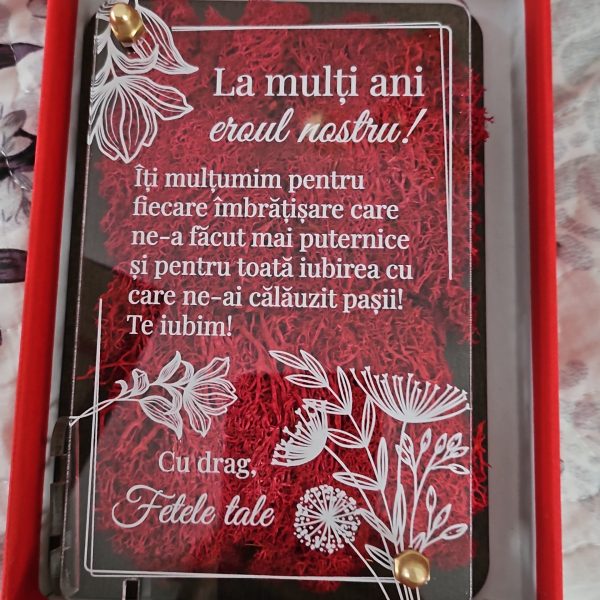 La mulți ani
eroul nostru!
Îți mulțumim pentru
fiecare îmbrățișare care
ne-a făcut mai puternice
și pentru toată iubirea cu
care ne-ai călăuzit pașii!
Te iubim!
Cu drag,
Fetele tale